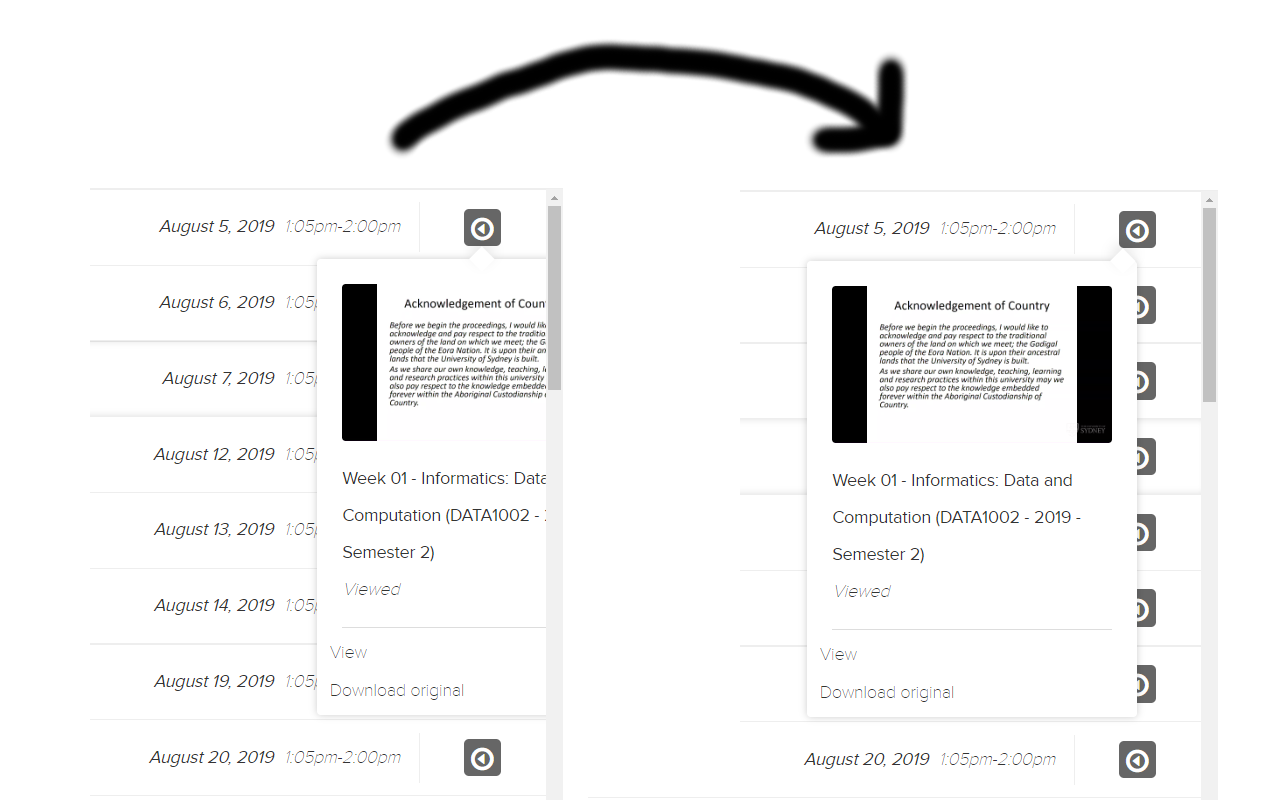 August 5, 2019 1:05pm-2:00pm
August 6, 2019 1:05p
August 7, 2019 1:05p
August 12, 2019 1:05p
August 13, 2019 1:05p
August 14, 2019 1:05p
August 19, 2019 1:05p
August 20, 2019 1:05pm-2:00pm
Acknowledgement of Coun
Before we begin the proceedings, I would lik
acknowledge and pay respect to the traditio
owners of the land on which we meet; the G
people of the Eora Nation. It is upon their an
lands that the University of Sydney is built.
As we share our own knowledge, teaching, l
and research practices within this university
also pay respect to the knowledge embedded
forever within the Aboriginal Custodianship of
Country.
Week 01 - Informatics: Data
Computation (DATA1002 -
Semester 2)
Viewed
View
Download original
August 5, 2019 1:05pm-2:00pm
Acknowledgement of Country
Before we begin the proceedings, I would like to
acknowledge and pay respect to the traditional
owners of the land on which we meet; the Gadigal
people of the Eora Nation. It is upon their ancestral
lands that the University of Sydney is built.
As we share our own knowledge, teaching, learning
and research practices within this university may we
also pay respect to the knowledge embedded
forever within the Aboriginal Custodianship of
Country.
SYDNEY
Week 01 - Informatics: Data and
Computation (DATA1002 - 2019 -
Semester 2)
Viewed
View
Download original
August 20, 2019 1:05pm-2:00pm